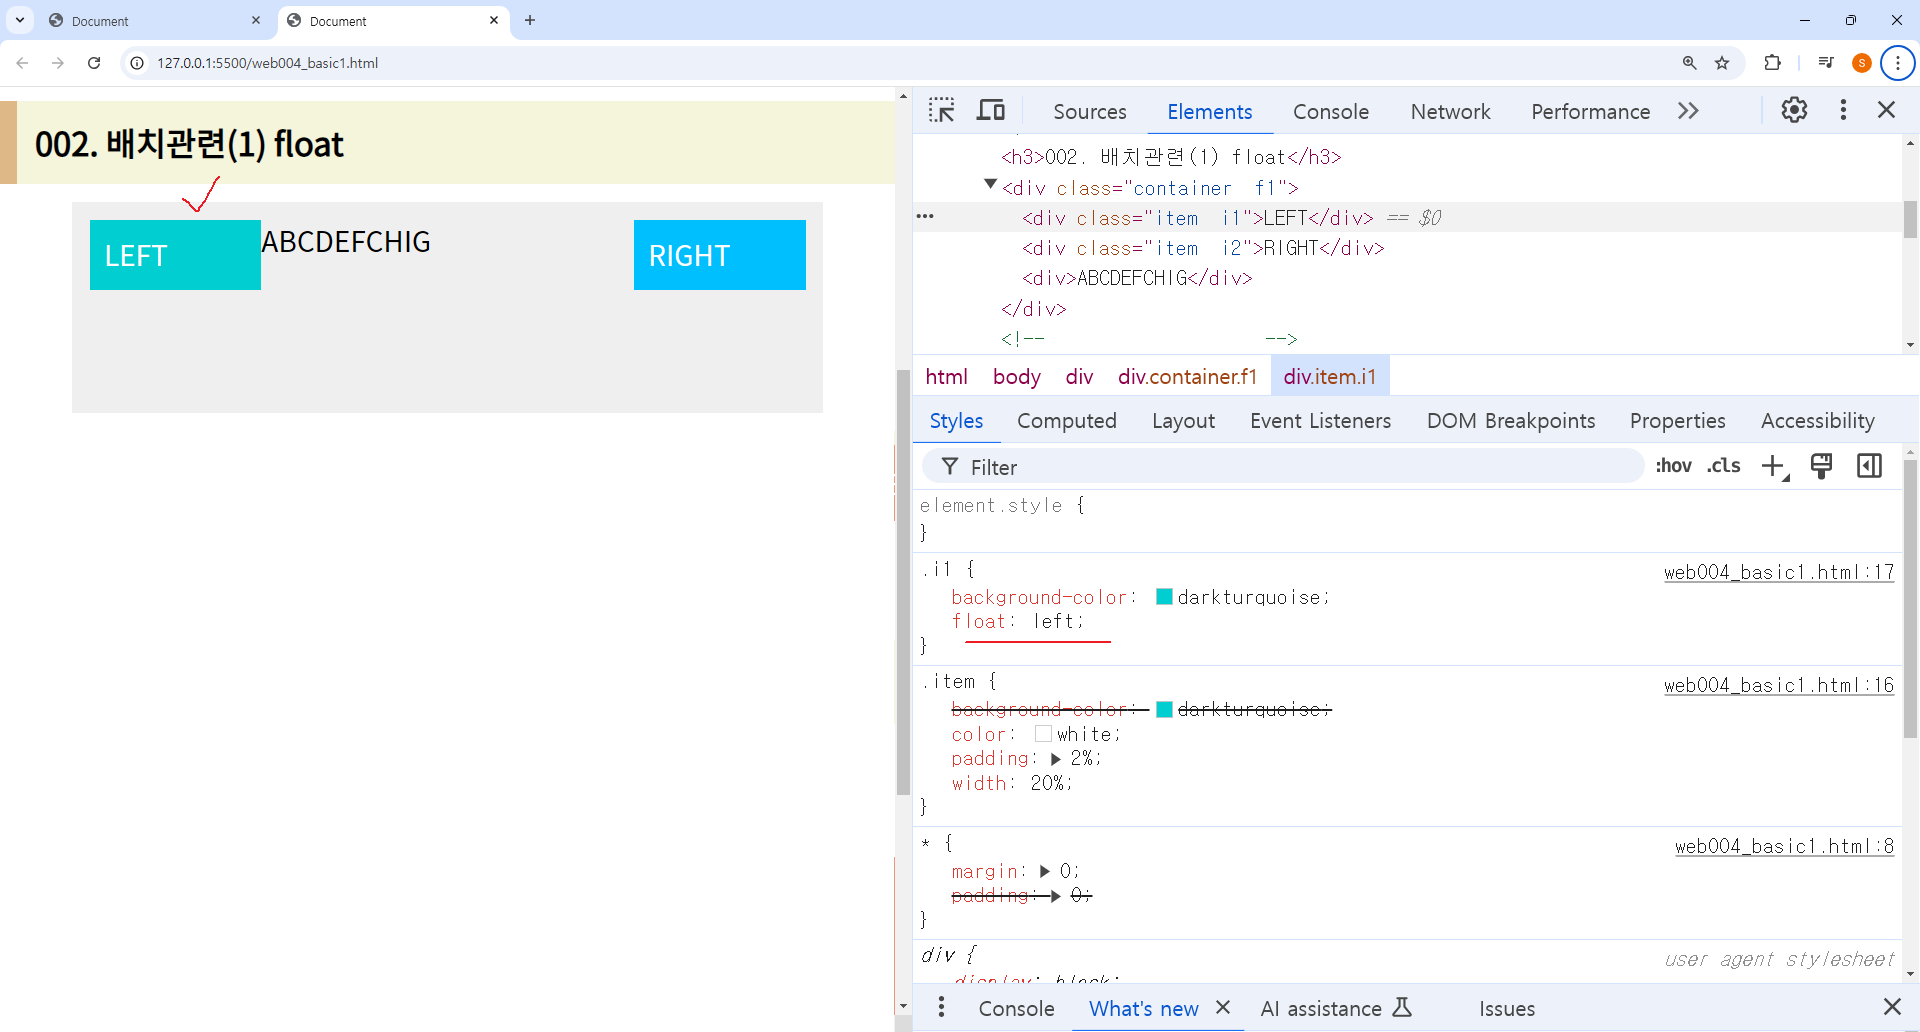 Document
Document
127.0.0.1:5500/web004_basic1.html
S
002. 배치관련(1) float
LEFT
ABCDEFCHIG
RIGHT
Sources
Elements
Console
Network
Performance
<h3>002. 배치관련(1) float</h3>
<div class="container  f1">
<div class="item  i1">LEFT</div> == $0
<div class="item  i2">RIGHT</div>
<div>ABCDEFCHIG</div>
</div>
<!--                    -->
html
body
div
div.container.f1
div.item.i1
Styles
Computed
Layout
Event Listeners
DOM Breakpoints
Properties
Accessibility
Filter
:hov
.cls
element.style {
}
.i1 {
web004_basic1.html:17
background-color: darkturquoise;
float: left;
}
.item {
web004_basic1.html:16
background-color: darkturquoise;
color: white;
padding: 2%;
width: 20%;
}
* {
web004_basic1.html:8
margin: 0;
padding: 0;
}
div {
user agent stylesheet
display: block;
Console
What's new
AI assistance
Issues